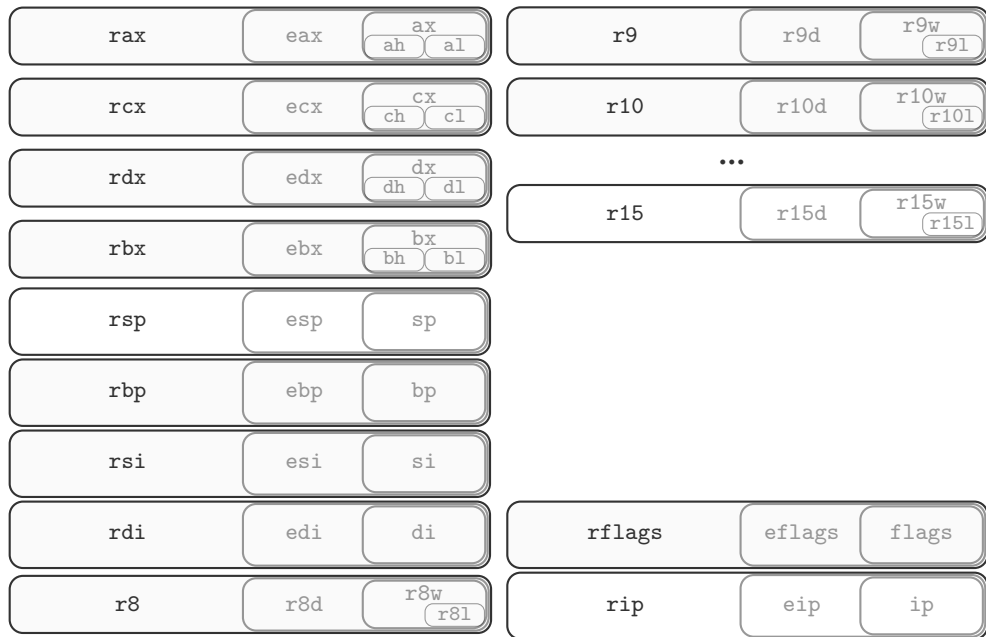 rax eax ax
ah al
rcx ecx cx
ch cl
rdx edx dx
dh dl
rbx ebx bx
bh bl
rsp esp sp
rbp ebp bp
rsi esi si
rdi edi di
r8 r8d r8w
r8l
r9 r9d r9w
r9l
r10 r10d r10w
r10l
...
r15 r15d r15w
r15l
rflags eflags flags
rip eip ip